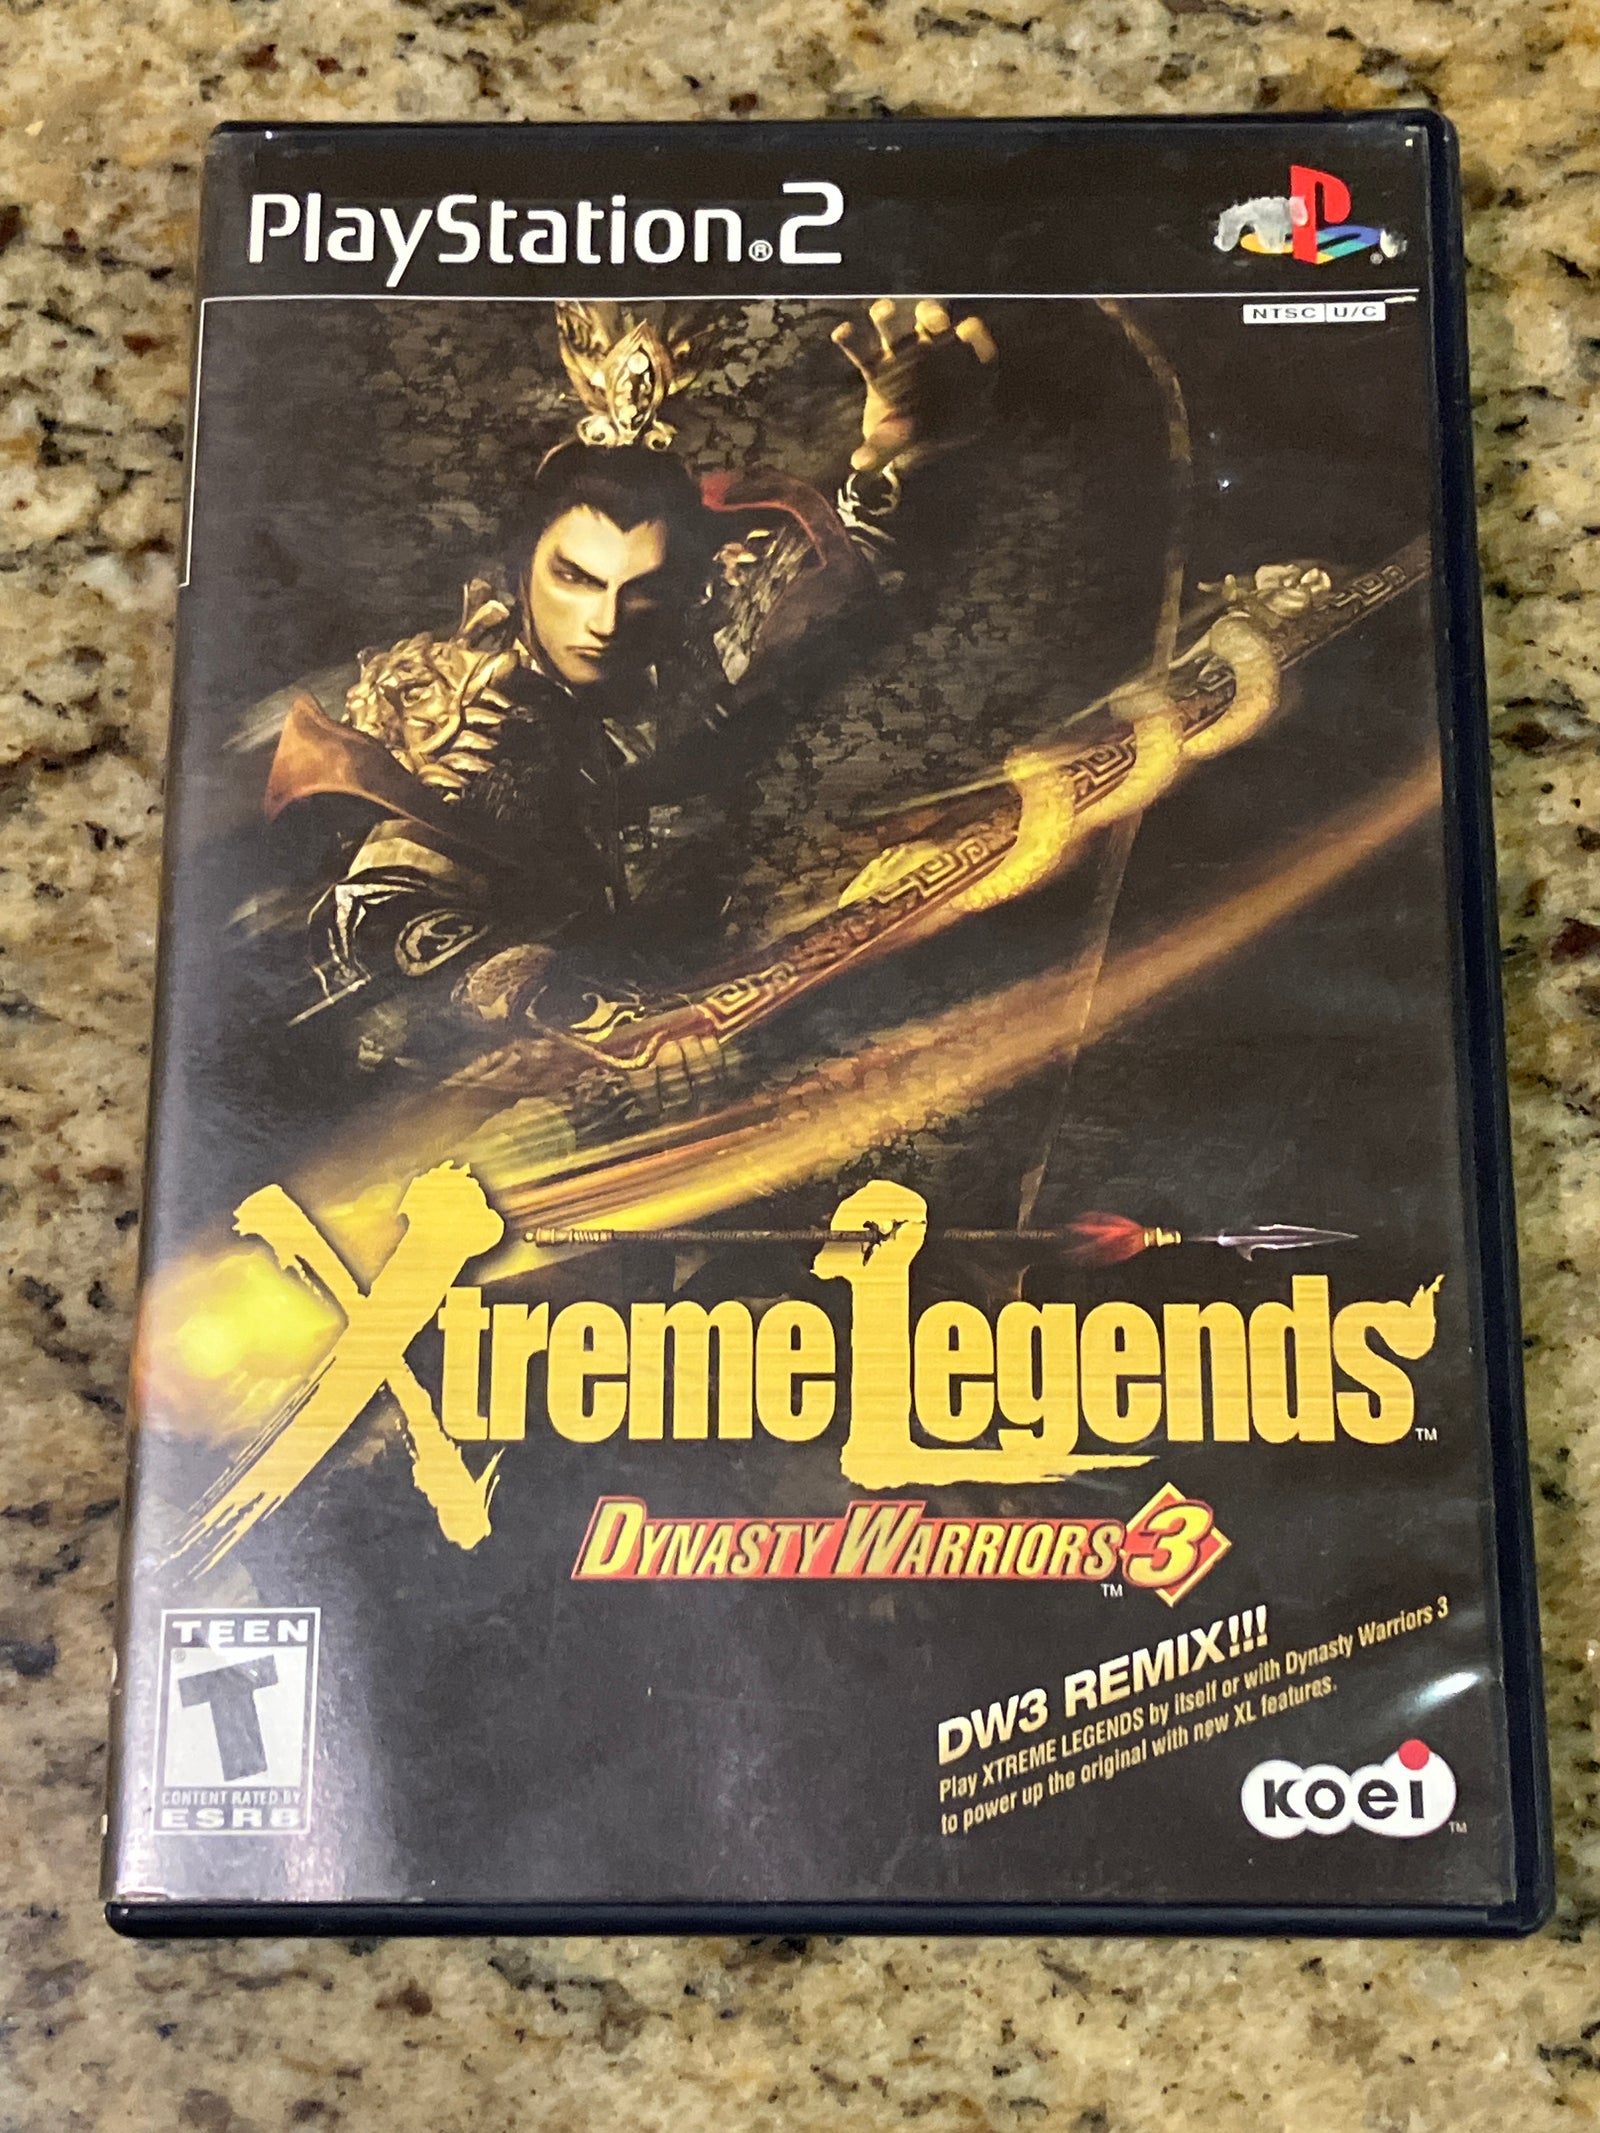 PlayStation®2
NTSC U/C
Xtreme Legends™
DYNASTY WARRIORS 3™
DW3 REMIX!!!
Play XTREME LEGENDS by itself or with Dynasty Warriors 3
to power up the original with new XL features.
TEEN
T
®
CONTENT RATED BY
ESRB
KOEI™